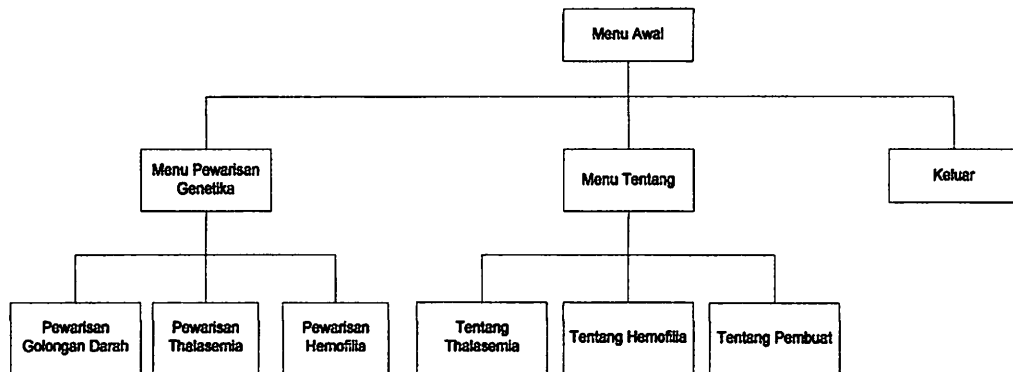 Menu Awal
Menu Pewarisan
Genetika
Menu Tentang
Keluar
Pewarisan
Golongan Darah
Pewarisan
Thalasemia
Pewarisan
Hemofilia
Tentang
Thalasemia
Tentang Hemofilia
Tentang Pembuat